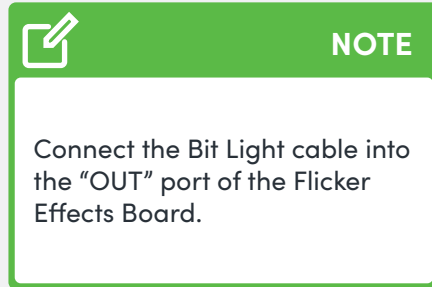 NOTE
Connect the Bit Light cable into
the “OUT” port of the Flicker
Effects Board.